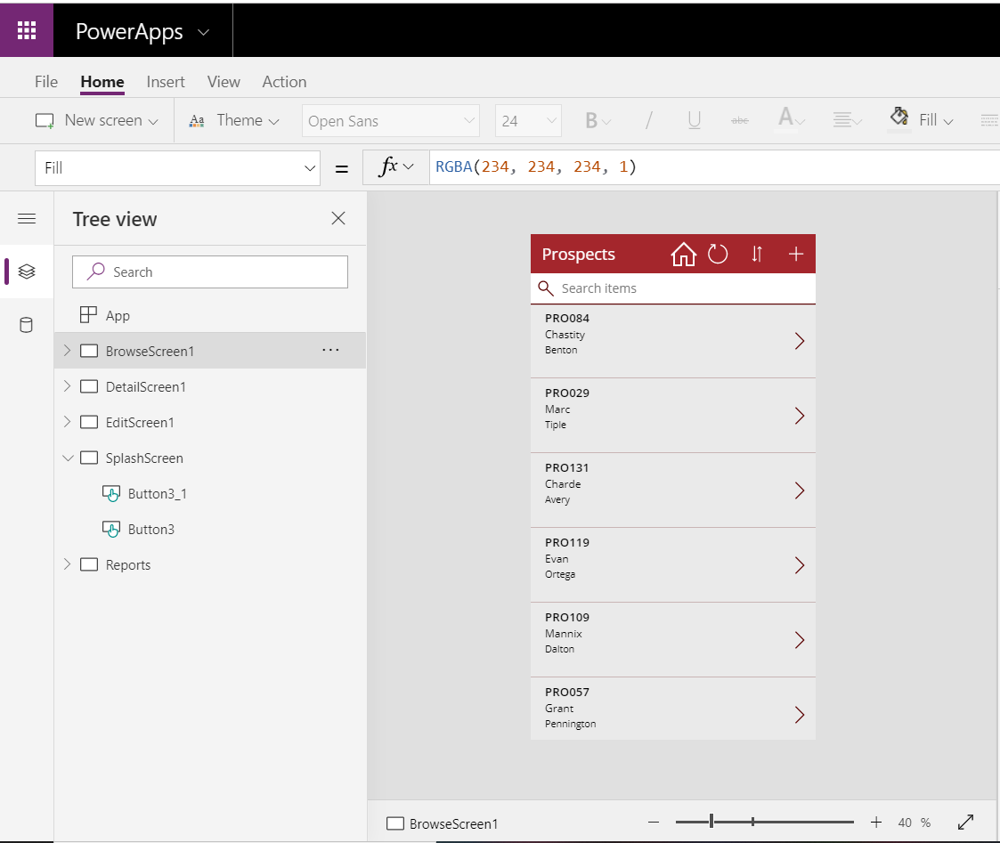 PowerApps
File Home Insert View Action
New screen Aa Theme Open Sans 24 B / U abc A Fill
Fill = fx RGBA(234, 234, 234, 1)
Tree view
Search
App
BrowseScreen1 ...
DetailScreen1
EditScreen1
SplashScreen
Button3_1
Button3
Reports
Prospects
Search items
PRO084
Chastity
Benton
PRO029
Marc
Tiple
PRO131
Charde
Avery
PRO119
Evan
Ortega
PRO109
Mannix
Dalton
PRO057
Grant
Pennington
BrowseScreen1 40 %